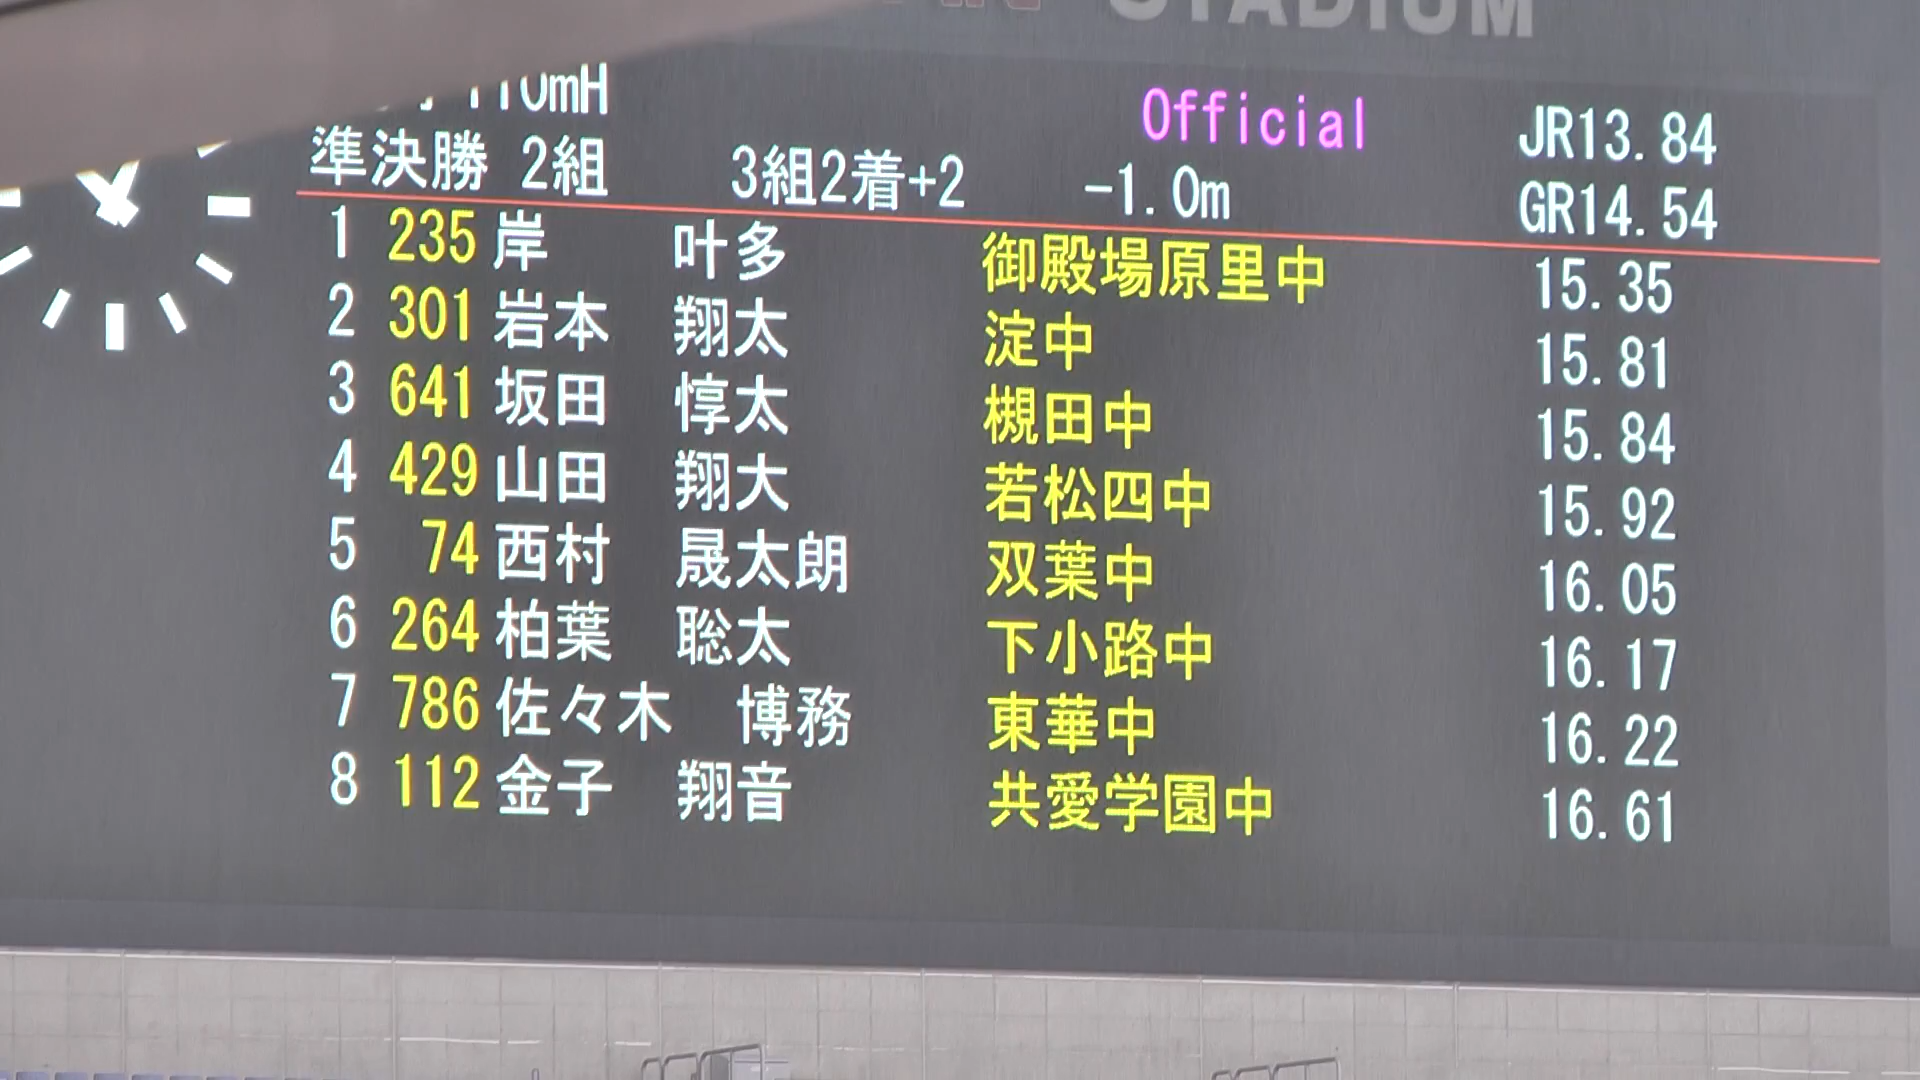 STADIUM
110mH
Official JR13.84
準決勝 2組 3組2着+2 -1.0m GR14.54
1 235 岸 叶多 御殿場原里中 15.35
2 301 岩本 翔太 淀中 15.81
3 641 坂田 惇太 槻田中 15.84
4 429 山田 翔大 若松四中 15.92
5 74 西村 晟太朗 双葉中 16.05
6 264 柏葉 聡太 下小路中 16.17
7 786 佐々木 博務 東華中 16.22
8 112 金子 翔音 共愛学園中 16.61